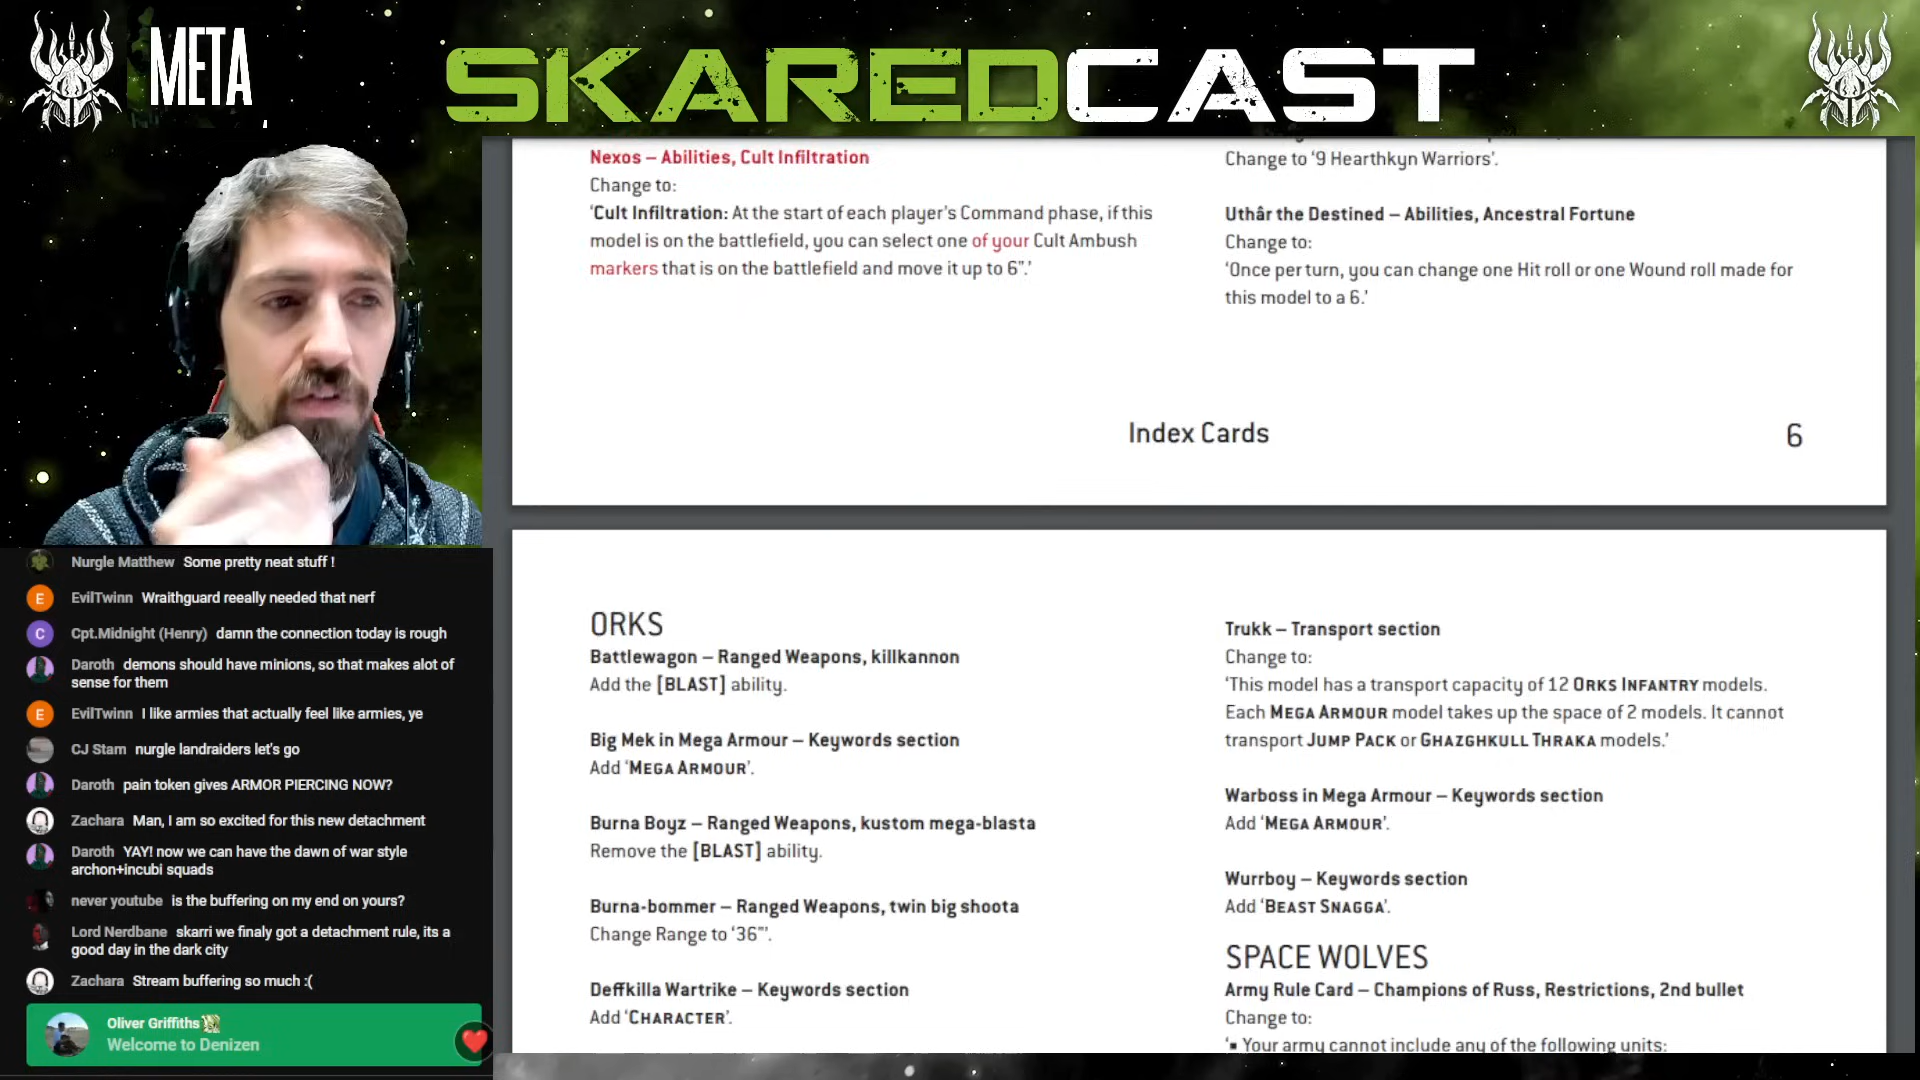 META
SKAREDCAST
Nexos – Abilities, Cult Infiltration
Change to:
‘Cult Infiltration: At the start of each player’s Command phase, if this
model is on the battlefield, you can select one of your Cult Ambush
markers that is on the battlefield and move it up to 6”.’
Change to ‘9 Hearthkyn Warriors’.
Uthâr the Destined – Abilities, Ancestral Fortune
Change to:
‘Once per turn, you can change one Hit roll or one Wound roll made for
this model to a 6.’
Index Cards
6
ORKS
Battlewagon – Ranged Weapons, killkannon
Add the [BLAST] ability.
Big Mek in Mega Armour – Keywords section
Add ‘MEGA ARMOUR’.
Burna Boyz – Ranged Weapons, kustom mega-blasta
Remove the [BLAST] ability.
Burna-bommer – Ranged Weapons, twin big shoota
Change Range to ‘36”’.
Deffkilla Wartrike – Keywords section
Add ‘CHARACTER’.
Trukk – Transport section
Change to:
‘This model has a transport capacity of 12 ORKS INFANTRY models.
Each MEGA ARMOUR model takes up the space of 2 models. It cannot
transport JUMP PACK or GHAZGHKULL THRAKA models.’
Warboss in Mega Armour – Keywords section
Add ‘MEGA ARMOUR’.
Wurrboy – Keywords section
Add ‘BEAST SNAGGA’.
SPACE WOLVES
Army Rule Card – Champions of Russ, Restrictions, 2nd bullet
Change to:
‘▪ Your army cannot include any of the following units:
Nurgle Matthew Some pretty neat stuff !
E
EvilTwinn Wraithguard reeally needed that nerf
C
Cpt.Midnight (Henry) damn the connection today is rough
Daroth demons should have minions, so that makes alot of
sense for them
E
EvilTwinn I like armies that actually feel like armies, ye
CJ Stam nurgle landraiders let's go
Daroth pain token gives ARMOR PIERCING NOW?
Zachara Man, I am so excited for this new detachment
Daroth YAY! now we can have the dawn of war style
archon+incubi squads
never youtube is the buffering on my end on yours?
Lord Nerdbane skarri we finaly got a detachment rule, its a
good day in the dark city
Zachara Stream buffering so much :(
Oliver Griffiths
Welcome to Denizen